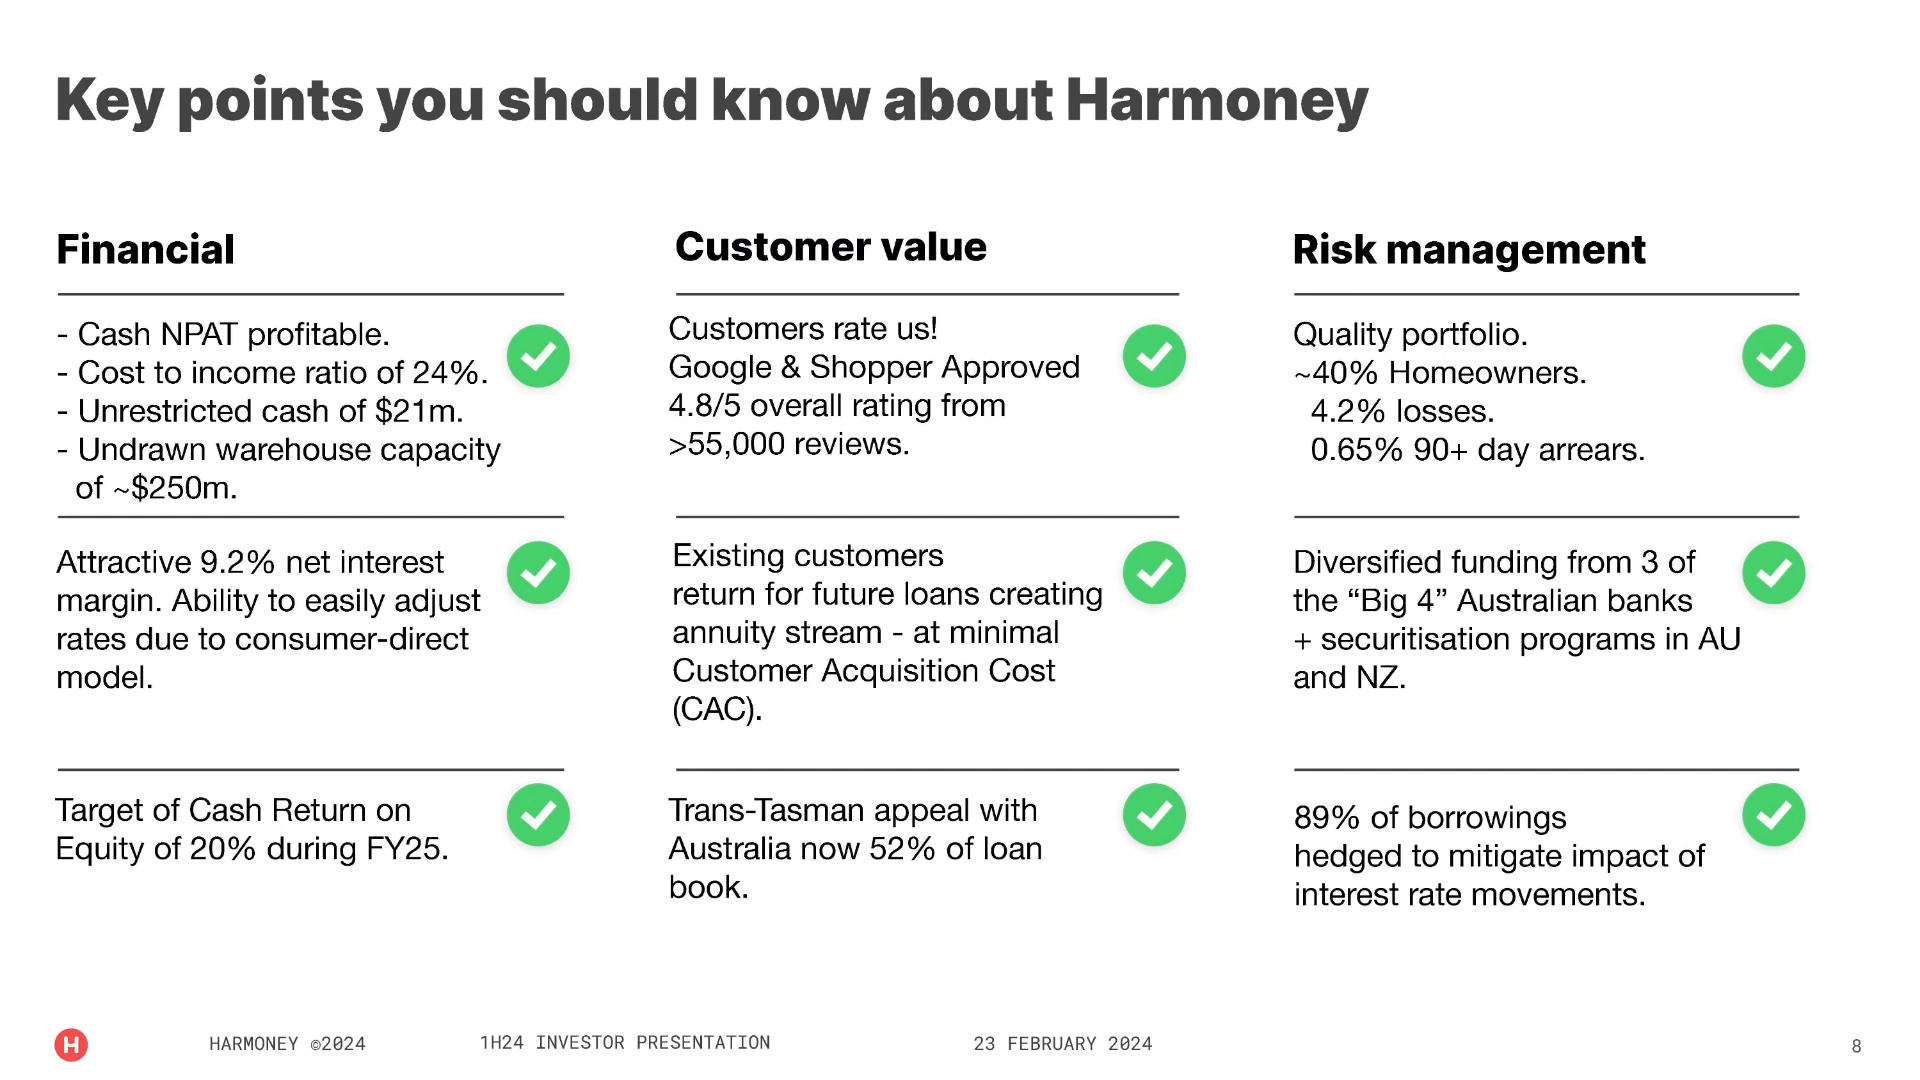 Key points you should know about Harmoney
Financial
- Cash NPAT profitable.
- Cost to income ratio of 24%.
- Unrestricted cash of $21m.
- Undrawn warehouse capacity
of ~$250m.
Attractive 9.2% net interest
margin. Ability to easily adjust
rates due to consumer-direct
model.
Target of Cash Return on
Equity of 20% during FY25.
Customer value
Customers rate us!
Google & Shopper Approved
4.8/5 overall rating from
>55,000 reviews.
Existing customers
return for future loans creating
annuity stream - at minimal
Customer Acquisition Cost
(CAC).
Trans-Tasman appeal with
Australia now 52% of loan
book.
Risk management
Quality portfolio.
~40% Homeowners.
4.2% losses.
0.65% 90+ day arrears.
Diversified funding from 3 of
the “Big 4” Australian banks
+ securitisation programs in AU
and NZ.
89% of borrowings
hedged to mitigate impact of
interest rate movements.
H
HARMONEY ©2024
1H24 INVESTOR PRESENTATION
23 FEBRUARY 2024
8